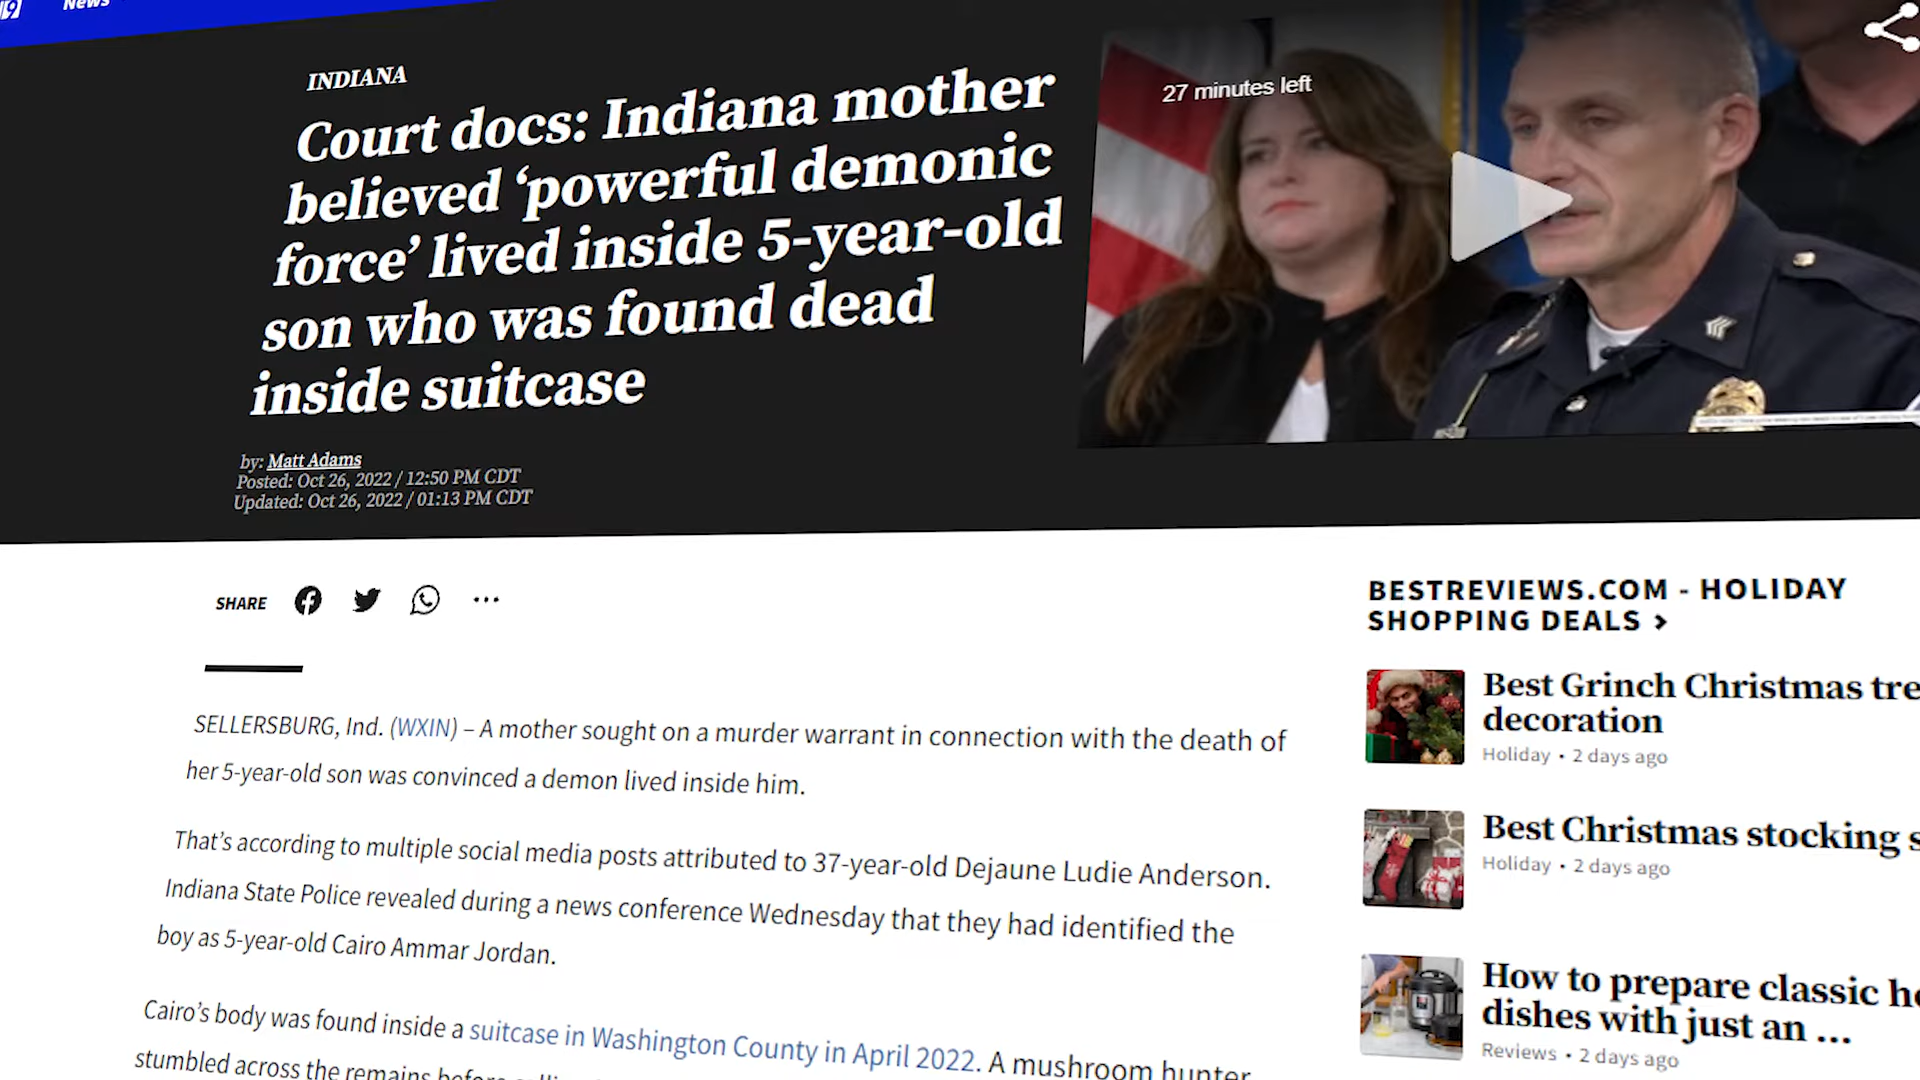 19
News
INDIANA
Court docs: Indiana mother
believed ‘powerful demonic
force’ lived inside 5-year-old
son who was found dead
inside suitcase
by: Matt Adams
Posted: Oct 26, 2022 / 12:50 PM CDT
Updated: Oct 26, 2022 / 01:13 PM CDT
27 minutes left
SHARE
SELLERSBURG, Ind. (WXIN) – A mother sought on a murder warrant in connection with the death of
her 5-year-old son was convinced a demon lived inside him.
That’s according to multiple social media posts attributed to 37-year-old Dejaune Ludie Anderson.
Indiana State Police revealed during a news conference Wednesday that they had identified the
boy as 5-year-old Cairo Ammar Jordan.
Cairo’s body was found inside a suitcase in Washington County in April 2022. A mushroom hunter
stumbled across the remains before
BESTREVIEWS.COM - HOLIDAY
SHOPPING DEALS >
Best Grinch Christmas tre
decoration
Holiday • 2 days ago
Best Christmas stocking s
Holiday • 2 days ago
How to prepare classic ho
dishes with just an ...
Reviews • 2 days ago